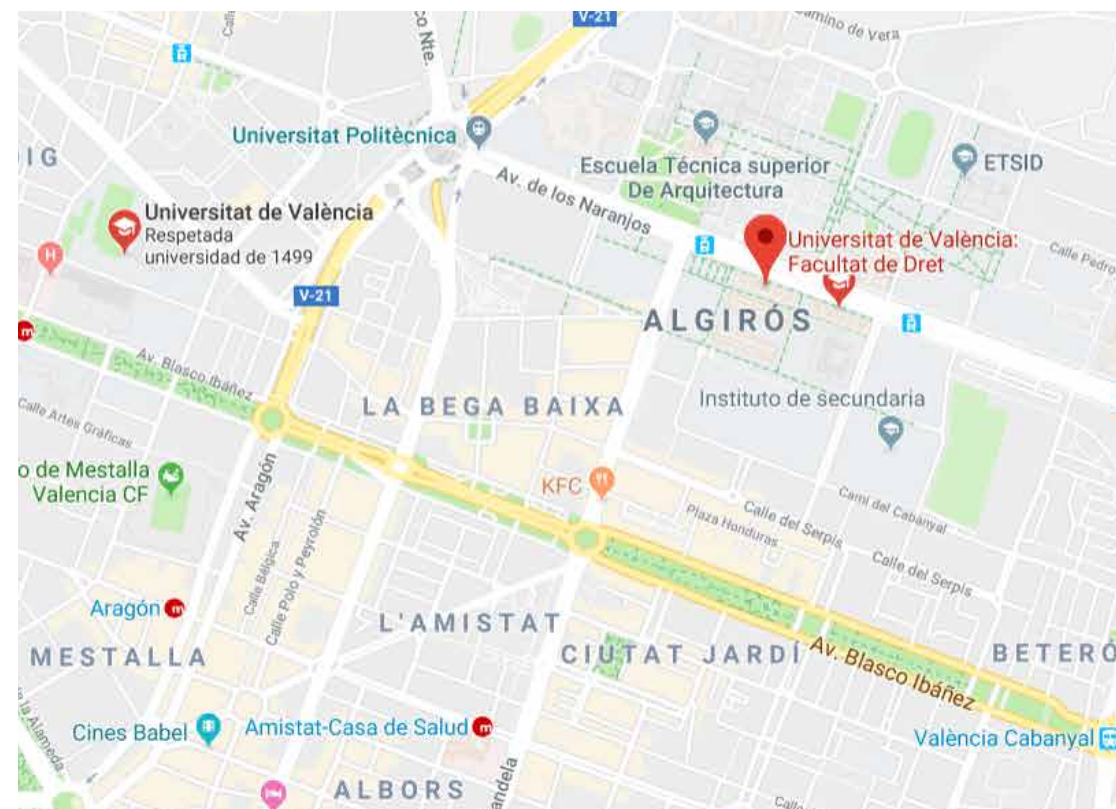 V-21
Camino de Vera
Calle
co Nte.
Universitat Politècnica
IG
Escuela Técnica superior
De Arquitectura
ETSID
Av. de los Naranjos
Universitat de València
Respetada
universidad de 1499
H
Universitat de València:
Facultat de Dret
Calle Pedro
V-21
ALGIRÓS
m
Av. Blasco Ibáñez
Calle Artes Gráficas
LA BEGA BAIXA
Instituto de secundaria
o de Mestalla
Valencia CF
KFC
Av. Aragón
Calle Bélgica
Calle Polo y Peyrolón
Plaza Honduras
Calle del Serpis
Camí del Cabanyal
Calle del Serpis
Aragón m
L'AMISTAT
MESTALLA
CIUTAT JARDÍ
Av. Blasco Ibáñez
BETERÓ
la Alameda
Cines Babel
Amistat-Casa de Salud m
València Cabanyal
ALBORS
andela
Calle